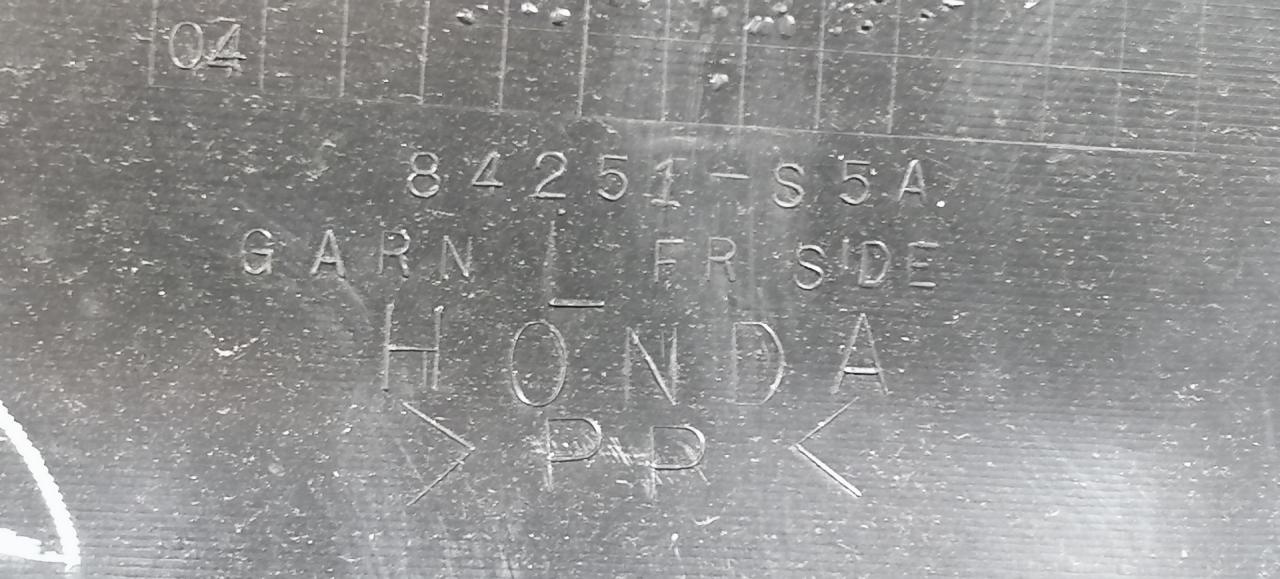 04
84251-S5A
GARN L FR SIDE
HONDA
>PP<